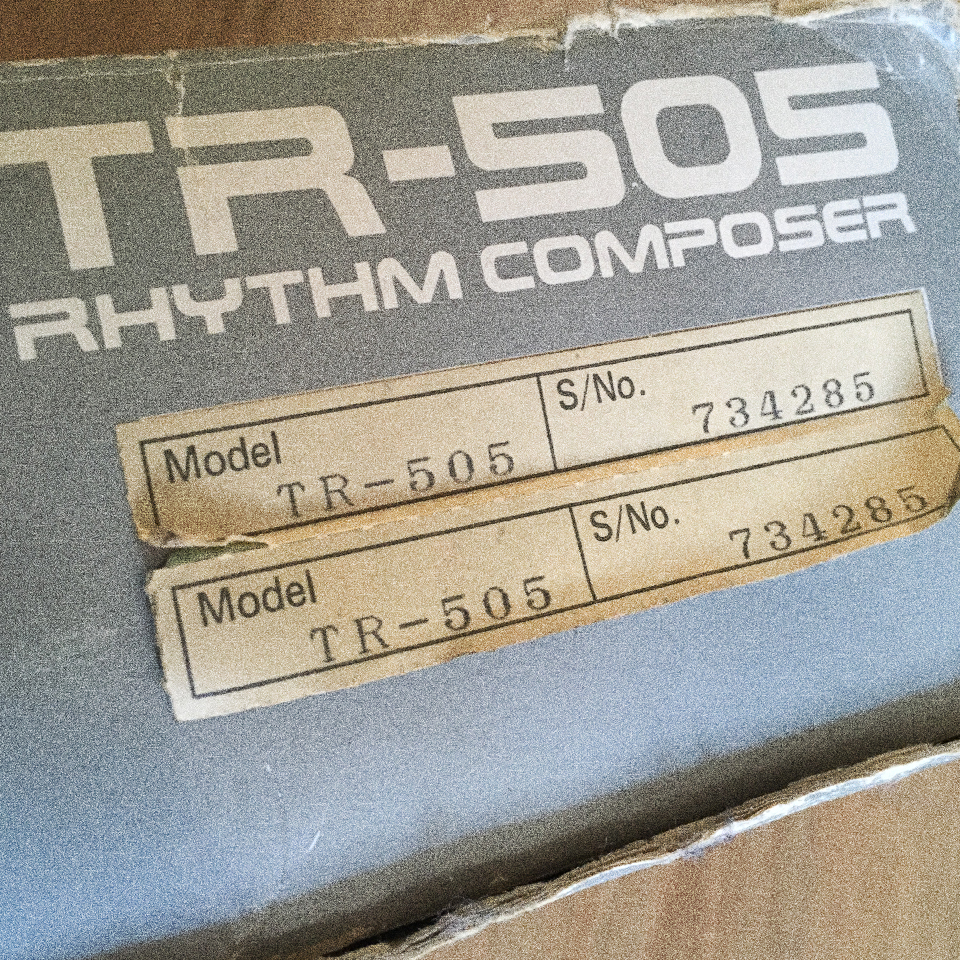 TR-505
RHYTHM COMPOSER
Model TR-505 S/No. 734285
Model TR-505 S/No. 734285